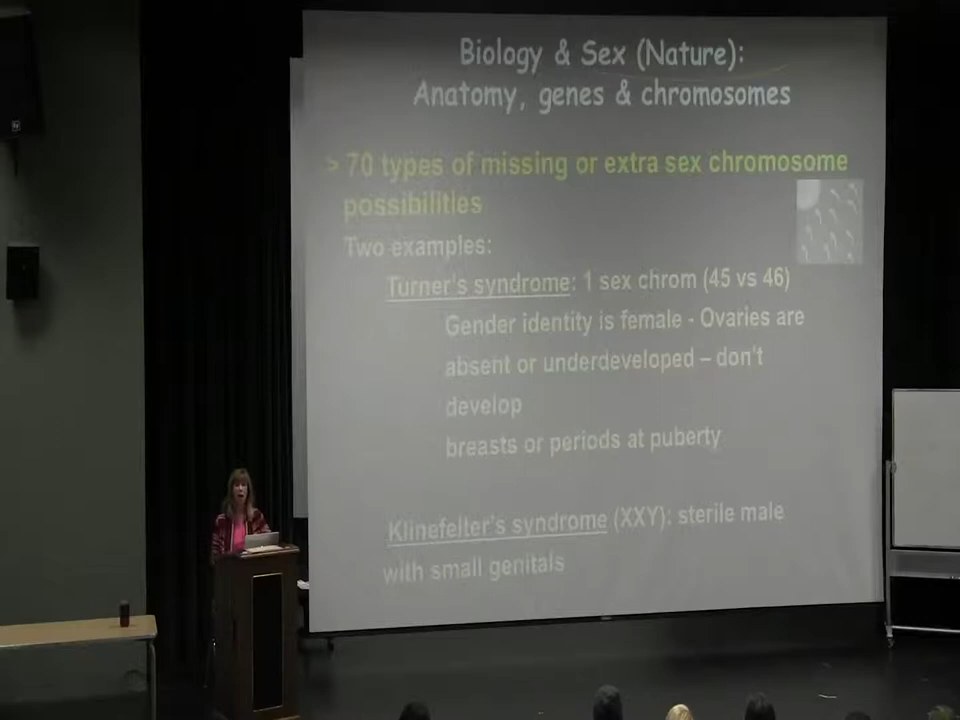 Biology & Sex (Nature):
Anatomy, genes & chromosomes
> 70 types of missing or extra sex chromosome
possibilities
Two examples:
Turner's syndrome: 1 sex chrom (45 vs 46)
Gender identity is female - Ovaries are
absent or underdeveloped – don't
develop
breasts or periods at puberty
Klinefelter's syndrome (XXY): sterile male
with small genitals